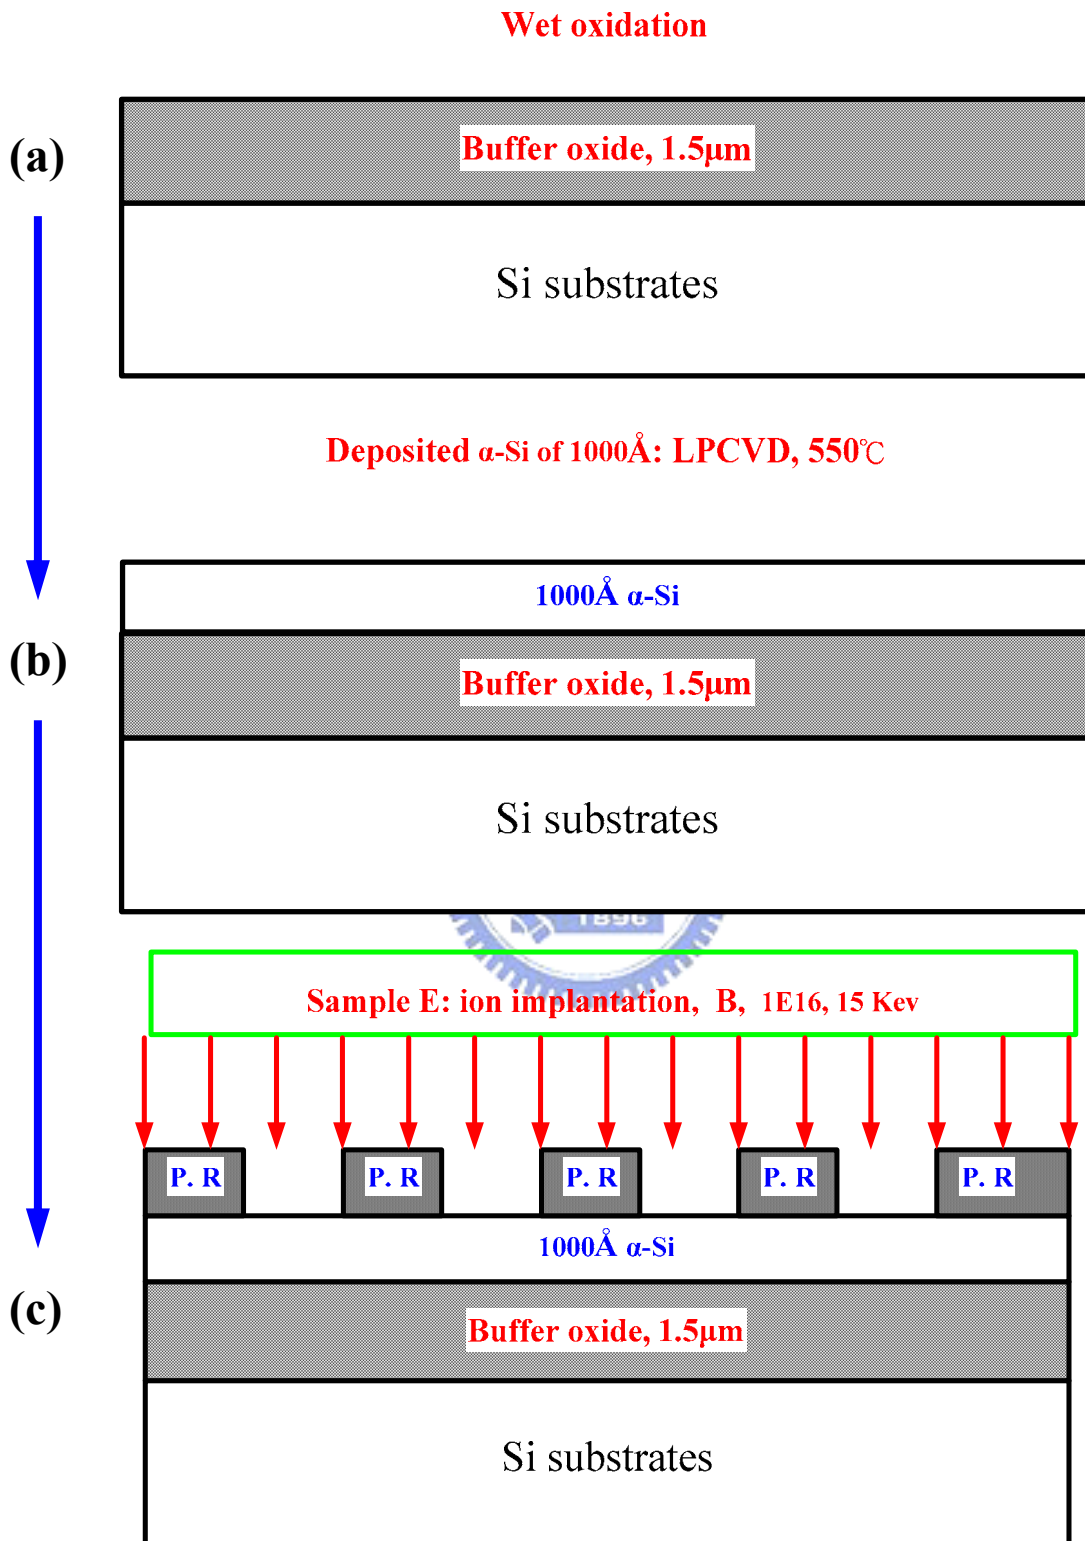 Wet oxidation
(a)
Buffer oxide, 1.5μm
Si substrates
Deposited α-Si of 1000Å: LPCVD, 550℃
1000Å α-Si
(b)
Buffer oxide, 1.5μm
Si substrates
1896
Sample E: ion implantation, B, 1E16, 15 Kev
P. R P. R P. R P. R P. R
1000Å α-Si
(c)
Buffer oxide, 1.5μm
Si substrates